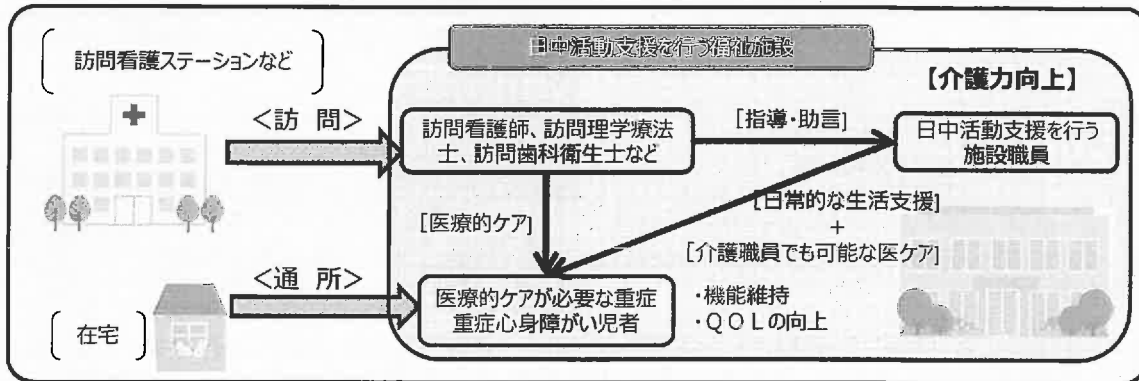 日中活動支援を行う福祉施設
訪問看護ステーションなど
【介護力向上】
<訪 問>
訪問看護師、訪問理学療法
士、訪問歯科衛生士など
[指導・助言]
日中活動支援を行う
施設職員
[医療的ケア]
[日常的な生活支援]
+
[介護職員でも可能な医ケア]
<通 所>
在宅
医療的ケアが必要な重症
重症心身障がい児者
・機能維持
・QOLの向上